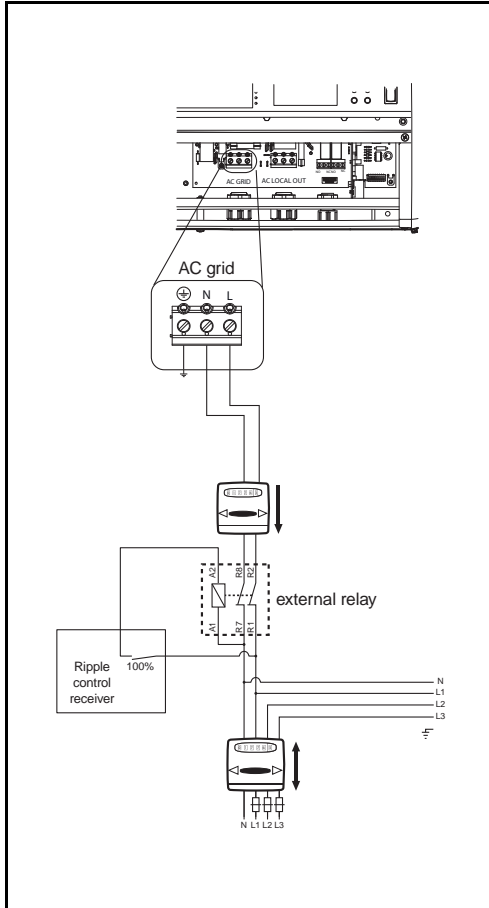 AC GRID AC LOCAL OUT
AC grid
N L
A2 R8 R2
external relay
A1 R7 R1
100%
Ripple
control
receiver
N
L1
L2
L3
N L1 L2 L3